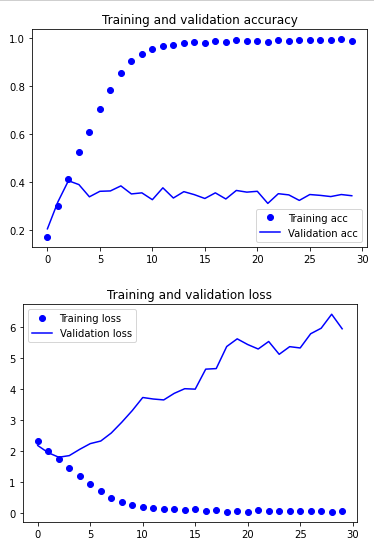 Training and validation accuracy
1.0
0.8
0.6
0.4
0.2
Training acc
Validation acc
0 5 10 15 20 25 30
Training and validation loss
Training loss
Validation loss
6
5
4
3
2
1
0
0 5 10 15 20 25 30